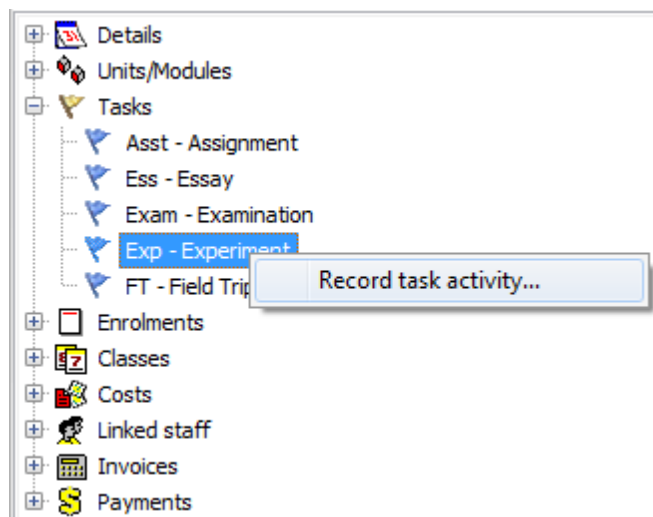 Details
Units/Modules
Tasks
Asst - Assignment
Ess - Essay
Exam - Examination
Exp - Experiment
Record task activity...
FT - Field Trip
Enrolments
Classes
Costs
Linked staff
Invoices
Payments